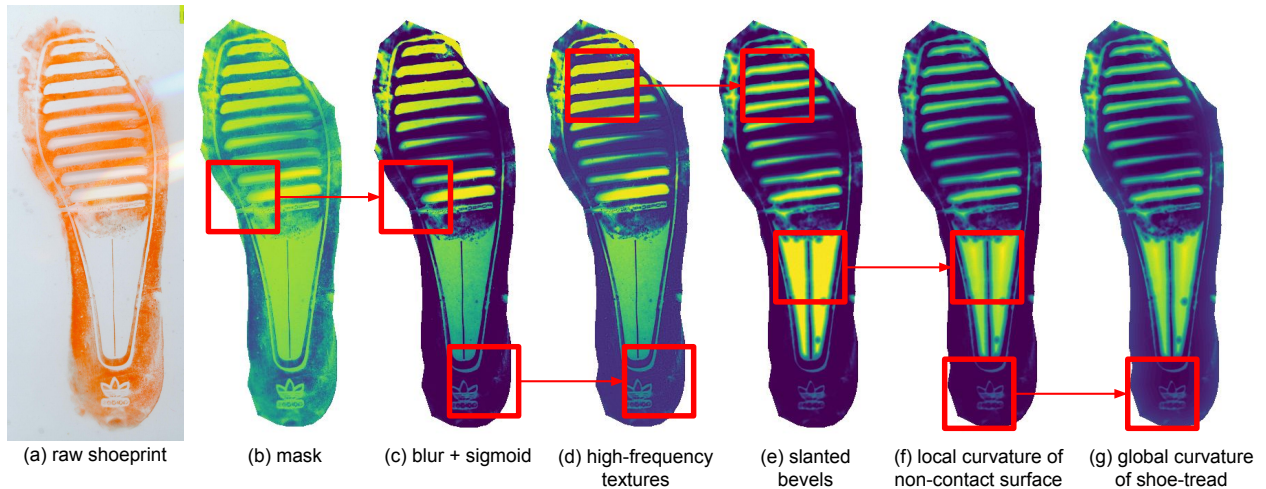 (a) raw shoeprint
(b) mask
(c) blur + sigmoid
(d) high-frequency
textures
(e) slanted
bevels
(f) local curvature of
non-contact surface
(g) global curvature
of shoe-tread